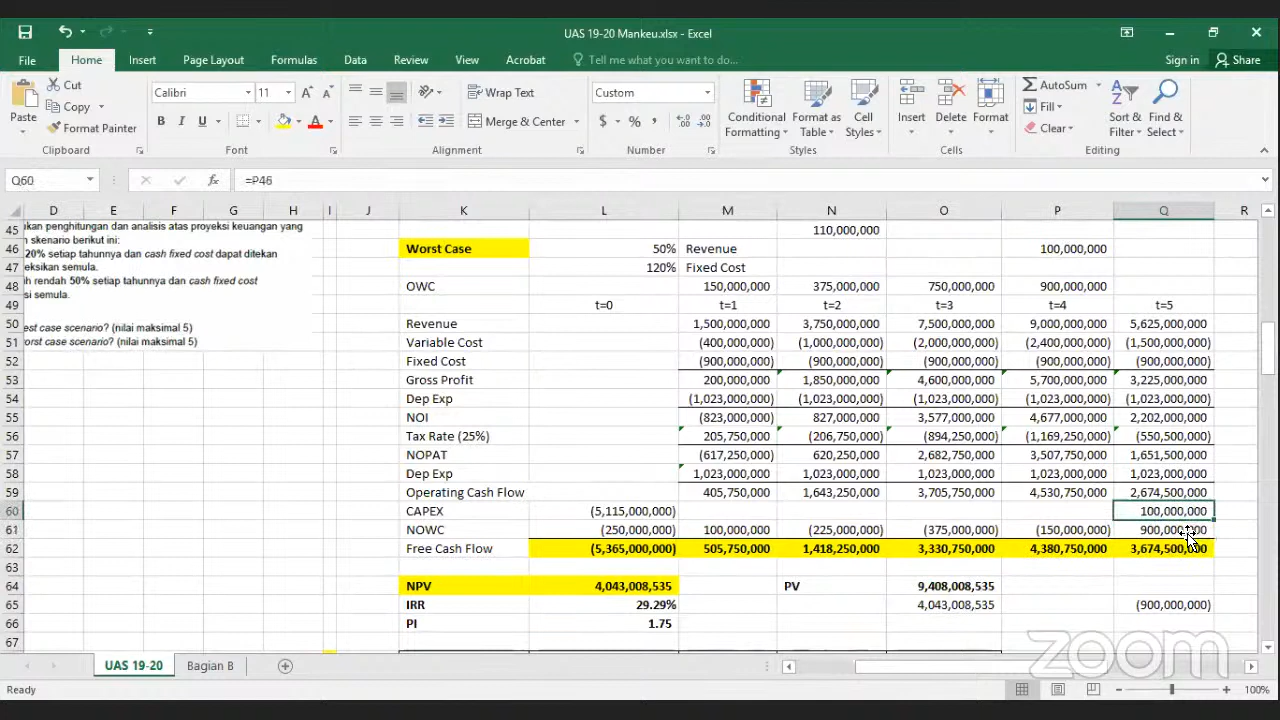 UAS 19-20 Mankeu.xlsx - Excel
File Home Insert Page Layout Formulas Data Review View Acrobat Tell me what you want to do... Sign in Share
Paste Cut Copy Format Painter Clipboard
Calibri 11 B I U Font
Wrap Text Merge & Center Alignment
Custom $ % , Number
Conditional Formatting Format as Table Cell Styles Styles
Insert Delete Format Cells
AutoSum Fill Clear Sort & Filter Find & Select Editing
Q60 fx =P46
D E F G H I J K L M N O P Q R
ukan penghitungan dan analisis atas proyeksi keuangan yang
n skenario berikut ini:
20% setiap tahunnya dan cash fixed cost dapat ditekan
eksikan semula.
h rendah 50% setiap tahunnya dan cash fixed cost
si semula.
est case scenario? (nilai maksimal 5)
orst case scenario? (nilai maksimal 5)
45 110,000,000
46 Worst Case 50% Revenue 100,000,000
47 120% Fixed Cost
48 OWC 150,000,000 375,000,000 750,000,000 900,000,000
49 t=0 t=1 t=2 t=3 t=4 t=5
50 Revenue 1,500,000,000 3,750,000,000 7,500,000,000 9,000,000,000 5,625,000,000
51 Variable Cost (400,000,000) (1,000,000,000) (2,000,000,000) (2,400,000,000) (1,500,000,000)
52 Fixed Cost (900,000,000) (900,000,000) (900,000,000) (900,000,000) (900,000,000)
53 Gross Profit 200,000,000 1,850,000,000 4,600,000,000 5,700,000,000 3,225,000,000
54 Dep Exp (1,023,000,000) (1,023,000,000) (1,023,000,000) (1,023,000,000) (1,023,000,000)
55 NOI (823,000,000) 827,000,000 3,577,000,000 4,677,000,000 2,202,000,000
56 Tax Rate (25%) 205,750,000 (206,750,000) (894,250,000) (1,169,250,000) (550,500,000)
57 NOPAT (617,250,000) 620,250,000 2,682,750,000 3,507,750,000 1,651,500,000
58 Dep Exp 1,023,000,000 1,023,000,000 1,023,000,000 1,023,000,000 1,023,000,000
59 Operating Cash Flow 405,750,000 1,643,250,000 3,705,750,000 4,530,750,000 2,674,500,000
60 CAPEX (5,115,000,000) 100,000,000
61 NOWC (250,000,000) 100,000,000 (225,000,000) (375,000,000) (150,000,000) 900,000,000
62 Free Cash Flow (5,365,000,000) 505,750,000 1,418,250,000 3,330,750,000 4,380,750,000 3,674,500,000
63
64 NPV 4,043,008,535 PV 9,408,008,535
65 IRR 29.29% 4,043,008,535 (900,000,000)
66 PI 1.75
67
zoom
UAS 19-20 Bagian B
Ready 100%